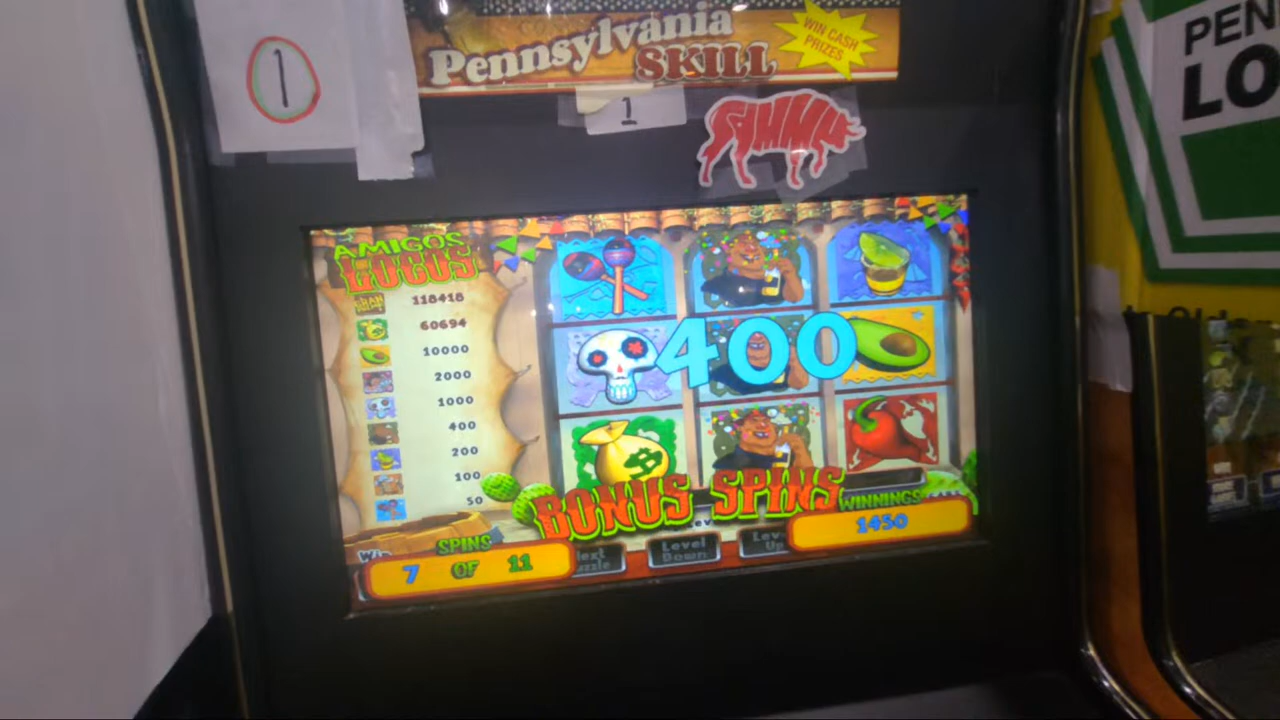 1
Pennsylvania
SKILL
WIN CASH
PRIZES
1
PEN
LO
AMIGOS
LOCOS
118418
60694
10000
2000
1000
400
200
100
50
400
BONUS SPINS
WINNINGS
1450
Win
SPINS
7 OF 11
Level
Down
Up